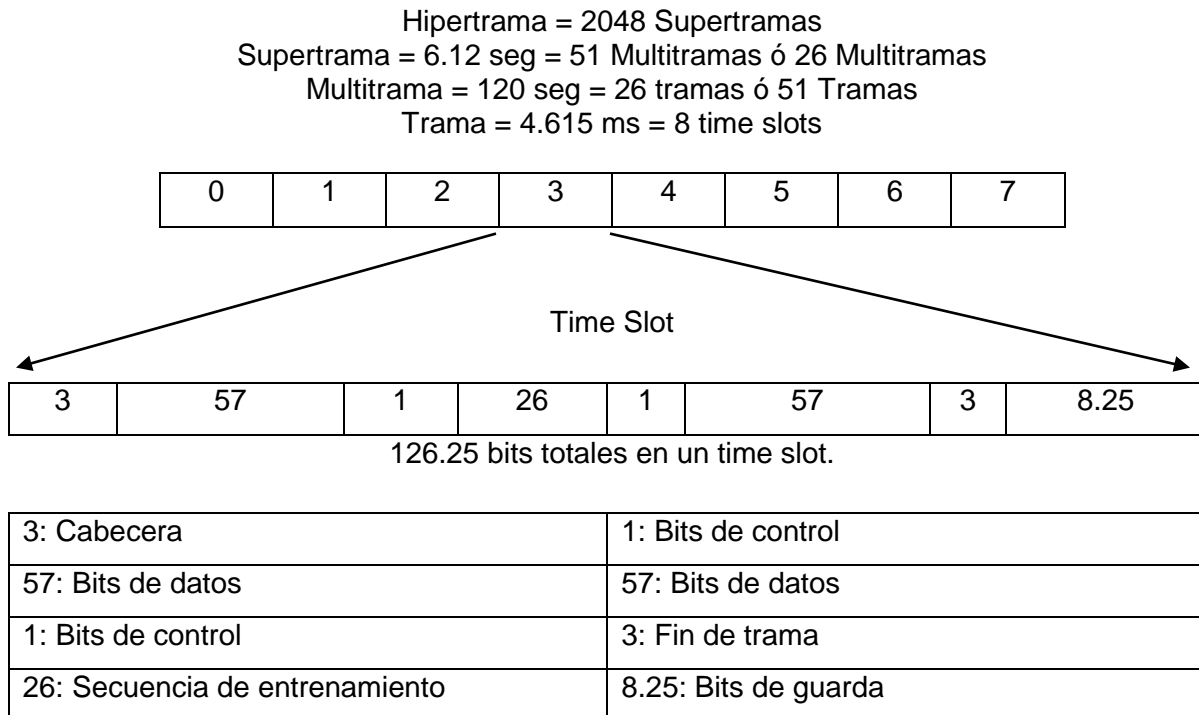 Hipertrama = 2048 Supertramas
Supertrama = 6.12 seg = 51 Multitramas ó 26 Multitramas
Multitrama = 120 seg = 26 tramas ó 51 Tramas
Trama = 4.615 ms = 8 time slots
0 1 2 3 4 5 6 7
Time Slot
3 57 1 26 1 57 3 8.25
126.25 bits totales en un time slot.
3: Cabecera 1: Bits de control
57: Bits de datos 57: Bits de datos
1: Bits de control 3: Fin de trama
26: Secuencia de entrenamiento 8.25: Bits de guarda